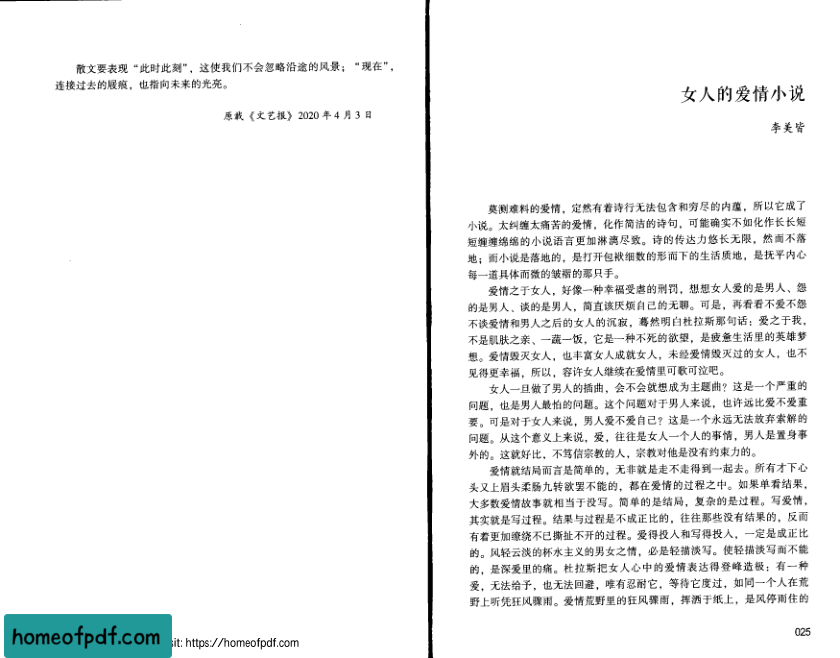 散文要表现“此时此刻”，这使我们不会忽略沿途的风景；“现在”，
连接过去的屐痕，也指向未来的光亮。
原载《文艺报》2020 年 4 月 3 日
女人的爱情小说
李美皆
莫测难料的爱情，定然有着诗行无法包含和穷尽的内蕴，所以它成了
小说。太纠缠太痛苦的爱情，化作简洁的诗句，可能确实不如化作长长短
短缠缠绵绵的小说语言更加淋漓尽致。诗的传达力悠长无限，然而不落
地；而小说是落地的，是打开包袱细数的形而下的生活质地，是抚平内心
每一道具体而微的皱褶的那只手。
爱情之于女人，好像一种幸福受虐的刑罚，想想女人爱的是男人、怨
的是男人、谈的是男人，简直该厌烦自己的无聊。可是，再看看不爱不怨
不谈爱情和男人之后的女人的沉寂，蓦然明白杜拉斯那句话：爱之于我，
不是肌肤之亲、一蔬一饭，它是一种不死的欲望，是疲惫生活里的英雄梦
想。爱情毁灭女人，也丰富女人成就女人，未经爱情毁灭过的女人，也不
见得更幸福，所以，容许女人继续在爱情里可歌可泣吧。
女人一旦做了男人的插曲，会不会就想成为主题曲？这是一个严重的
问题，也是男人最怕的问题。这个问题对于男人来说，也许远比爱不爱重
要。可是对于女人来说，男人爱不爱自己？这是一个永远无法放弃索解的
问题。从这个意义上来说，爱，往往是女人一个人的事情，男人是置身事
外的。这就好比，不笃信宗教的人，宗教对他是没有约束力的。
爱情就结局而言是简单的，无非就是走不走得到一起去。所有才下心
头又上眉头柔肠九转欲罢不能的，都在爱情的过程之中。如果单看结果，
大多数爱情故事就相当于没写。简单的是结局，复杂的是过程。写爱情，
其实就是写过程。结果与过程是不成正比的，往往那些没有结果的，反而
有着更加缭绕不已撕扯不开的过程。爱得投入和写得投入，一定是成正比
的。风轻云淡的杯水主义的男女之情，必是轻描淡写。使轻描淡写而不能
的，是深爱里的痛。杜拉斯把女人心中的爱情表达得登峰造极：有一种
爱，无法给予，也无法回避，唯有忍耐它，等待它度过，如同一个人在荒
野上听凭狂风骤雨。爱情荒野里的狂风骤雨，挥洒于纸上，是风停雨住的
025
homeofpdf.com
sit: https://homeofpdf.com